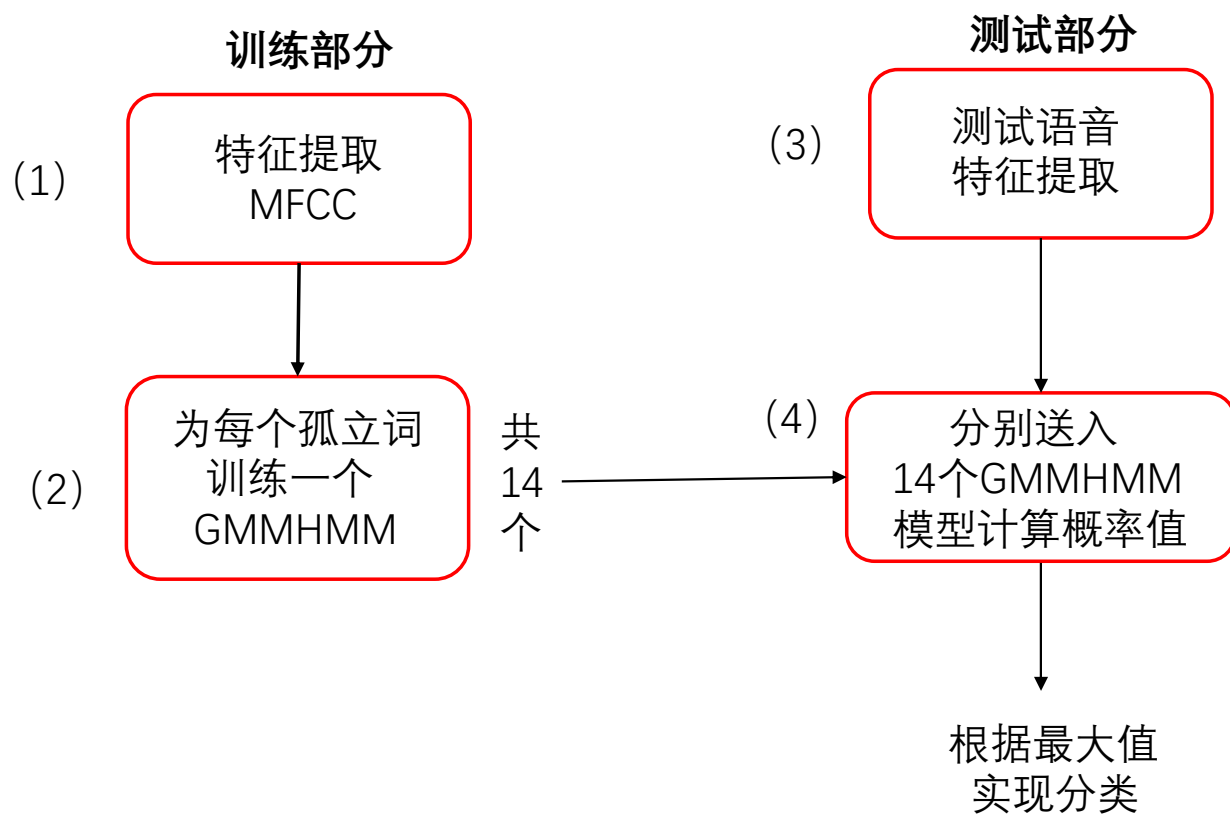 训练部分
(1)
特征提取
MFCC
(2)
为每个孤立词
训练一个
GMMHMM
共
14
个
测试部分
(3)
测试语音
特征提取
(4)
分别送入
14个GMMHMM
模型计算概率值
根据最大值
实现分类